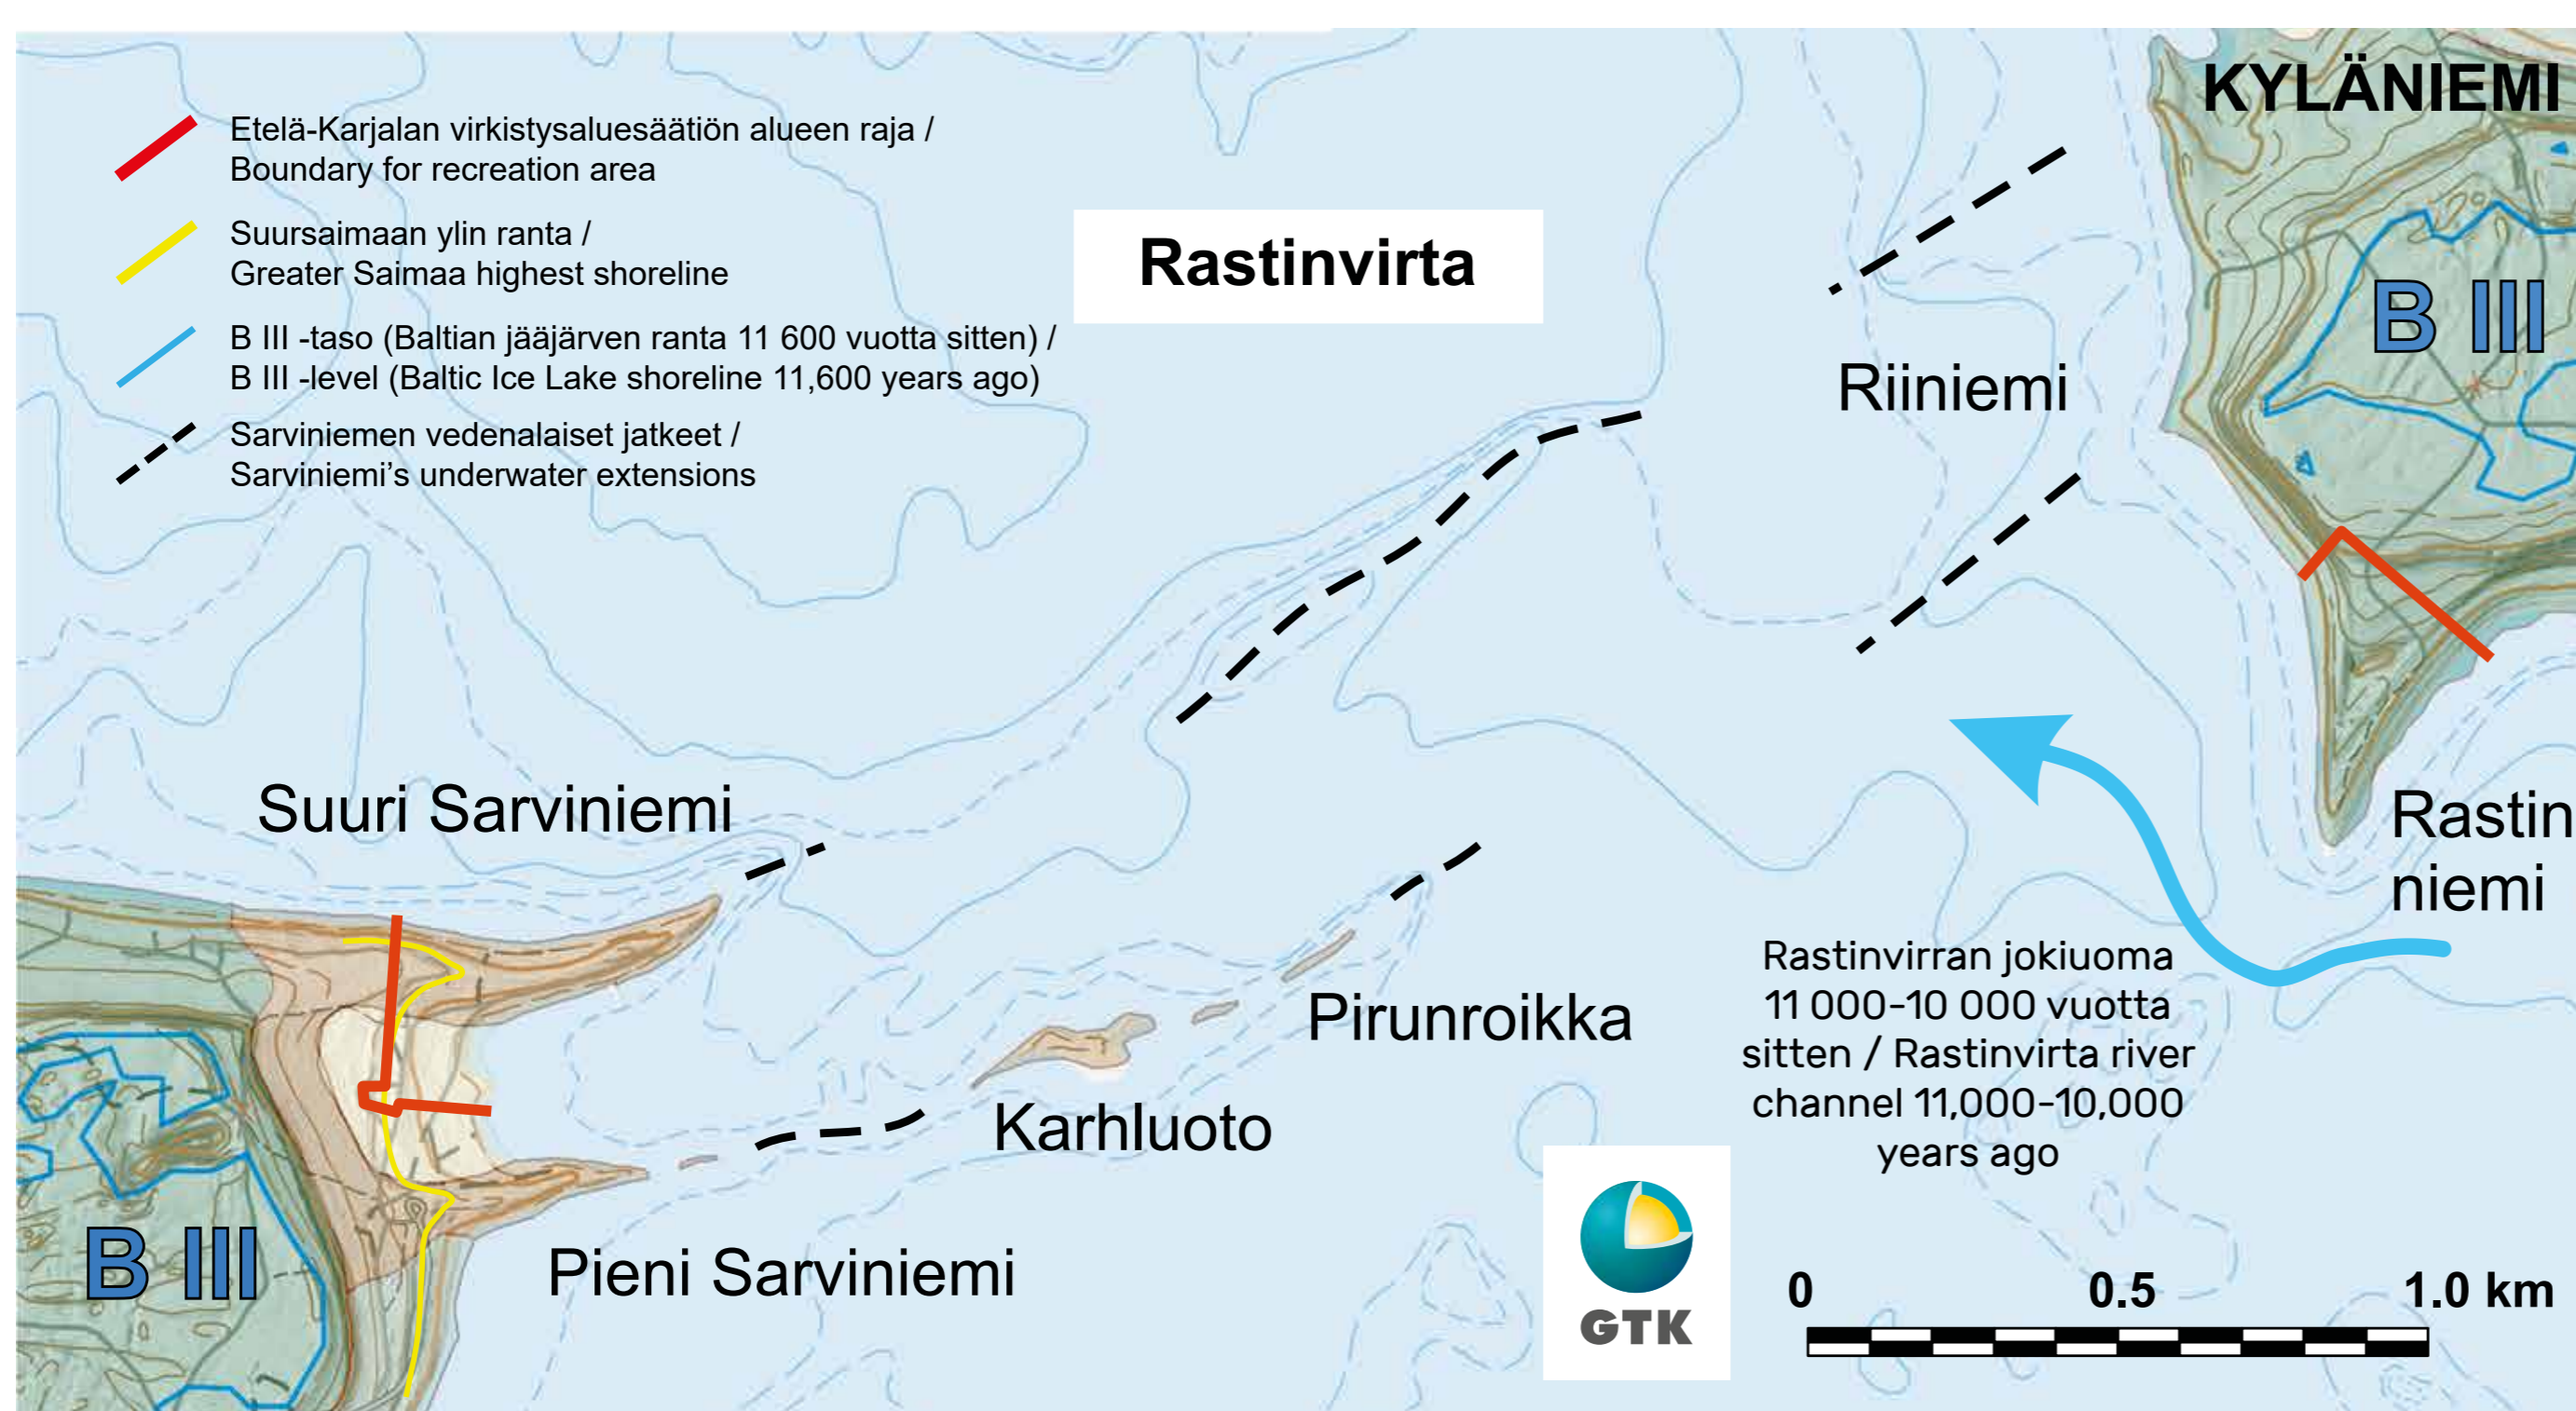 KYLÄNIEMI
Etelä-Karjalan virkistysaluesäätiön alueen raja /
Boundary for recreation area
Suursaimaan ylin ranta /
Greater Saimaa highest shoreline
B III -taso (Baltian jääjärven ranta 11 600 vuotta sitten) /
B III -level (Baltic Ice Lake shoreline 11,600 years ago)
Sarviniemen vedenalaiset jatkeet /
Sarviniemi's underwater extensions
Rastinvirta
B III
Riiniemi
Suuri Sarviniemi
Rastin
niemi
Rastinvirran jokiuoma
11 000-10 000 vuotta
sitten / Rastinvirta river
channel 11,000-10,000
years ago
Pirunroikka
Karhluoto
B III
Pieni Sarviniemi
GTK
0 0.5 1.0 km